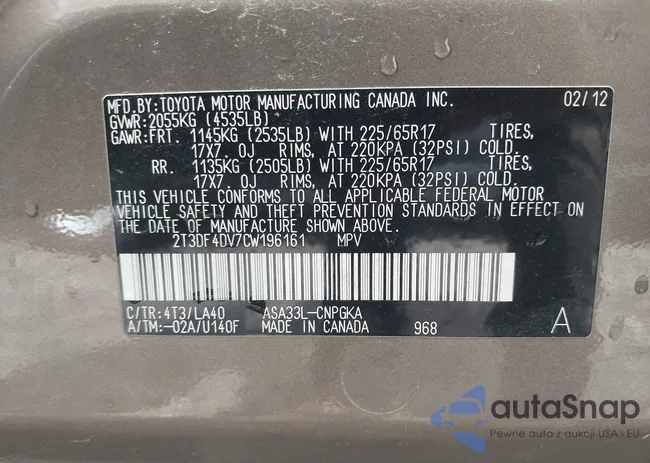 MFD.BY:TOYOTA MOTOR MANUFACTURING CANADA INC. 02/12
GVWR:2055KG (4535LB)
GAWR:FRT. 1145KG (2535LB) WITH 225/65R17 TIRES,
17X7.0J RIMS, AT 220KPA (32PSI) COLD.
RR. 1135KG (2505LB) WITH 225/65R17 TIRES,
17X7.0J RIMS, AT 220KPA (32PSI) COLD.
THIS VEHICLE CONFORMS TO ALL APPLICABLE FEDERAL MOTOR
VEHICLE SAFETY AND THEFT PREVENTION STANDARDS IN EFFECT ON
THE DATE OF MANUFACTURE SHOWN ABOVE.
2T3DF4DV7CW196161 MPV
C/TR:4T3/LA40 ASA33L-CNPGKA
A/TM:-02A/U140F MADE IN CANADA 968 A
autoSnap
Pewne auta z aukcji USA i EU